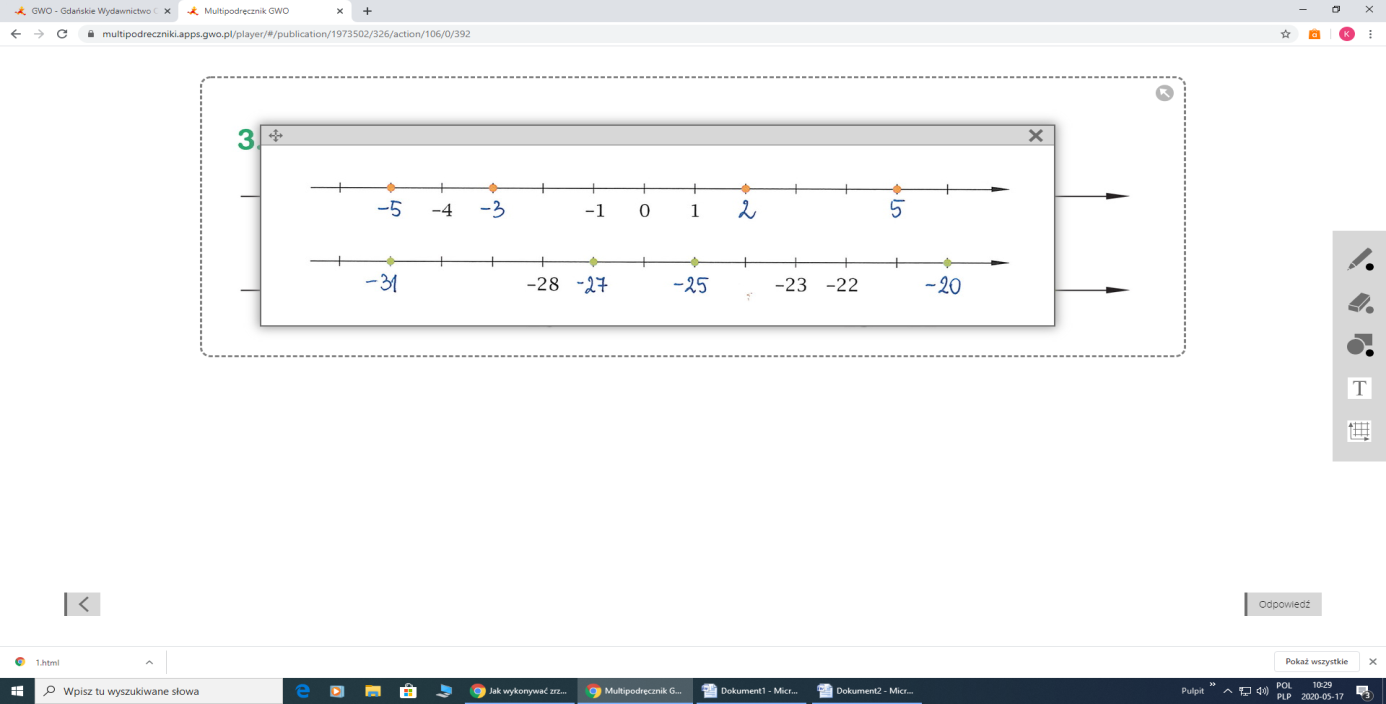 GWO - Gdańskie Wydawnictwo
Multipodręcznik GWO
multipodreczniki.apps.gwo.pl/player/#/publication/1973502/326/action/106/0/392
K
3.
-5 -4 -3 -1 0 1 2 5
-31 -28 -27 -25 -23 -22 -20
T
Odpowiedź
1.html
Pokaż wszystkie
Wpisz tu wyszukiwane słowa
Jak wykonywać zrz...
Multipodręcznik G...
Dokument1 - Micr...
Dokument2 - Micr...
Pulpit
POL
PLP
10:29
2020-05-17
3